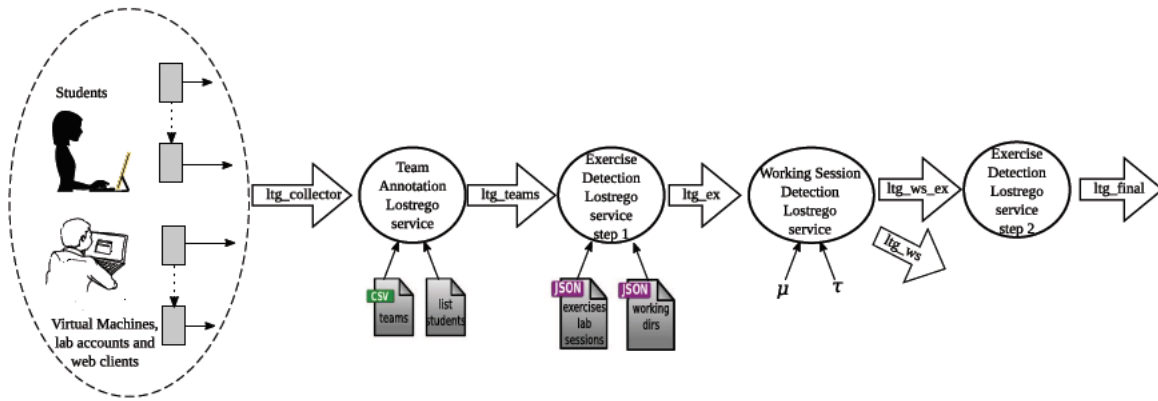 Students
Virtual Machines,
lab accounts and
web clients
ltg_collector
Team
Annotation
Lostrego
service
CSV
teams
list
students
ltg_teams
Exercise
Detection
Lostrego
service
step 1
JSON
exercises
lab
sessions
JSON
working
dirs
ltg_ex
Working Session
Detection
Lostrego
service
μ
τ
ltg_ws_ex
ltg_ws
Exercise
Detection
Lostrego
service
step 2
ltg_final